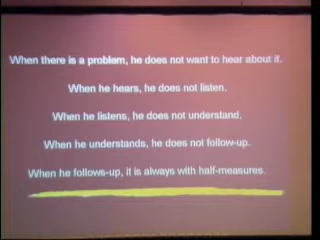 When there is a problem, he does not want to hear about it.
When he hears, he does not listen.
When he listens, he does not understand.
When he understands, he does not follow-up.
When he follows-up, it is always with half-measures.